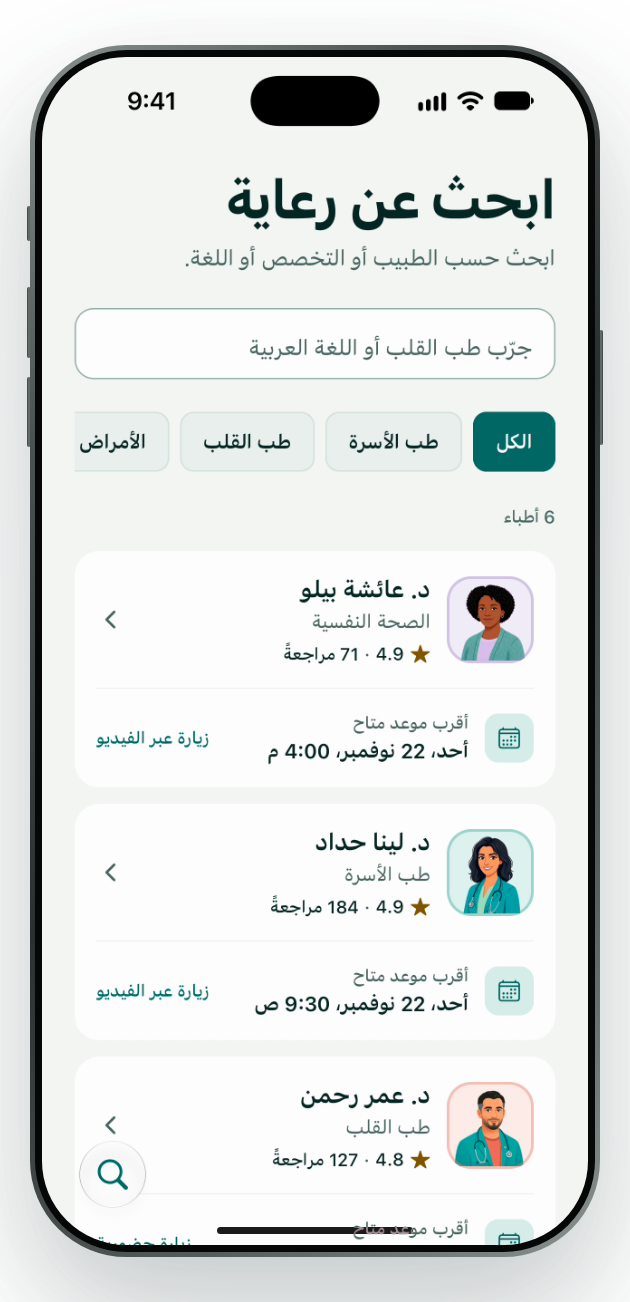 9:41
ابحث عن رعاية
ابحث حسب الطبيب أو التخصص أو اللغة.
جرّب طب القلب أو اللغة العربية
الكل
طب الأسرة
طب القلب
الأمراض
6 أطباء
د. عائشة بيلو
الصحة النفسية
4.9 · 71 مراجعةً
أقرب موعد متاح
أحد، 22 نوفمبر، 4:00 م
زيارة عبر الفيديو
د. لينا حداد
طب الأسرة
4.9 · 184 مراجعةً
أقرب موعد متاح
أحد، 22 نوفمبر، 9:30 ص
زيارة عبر الفيديو
د. عمر رحمن
طب القلب
4.8 · 127 مراجعةً
أقرب موعد متاح
زيارة حضورية